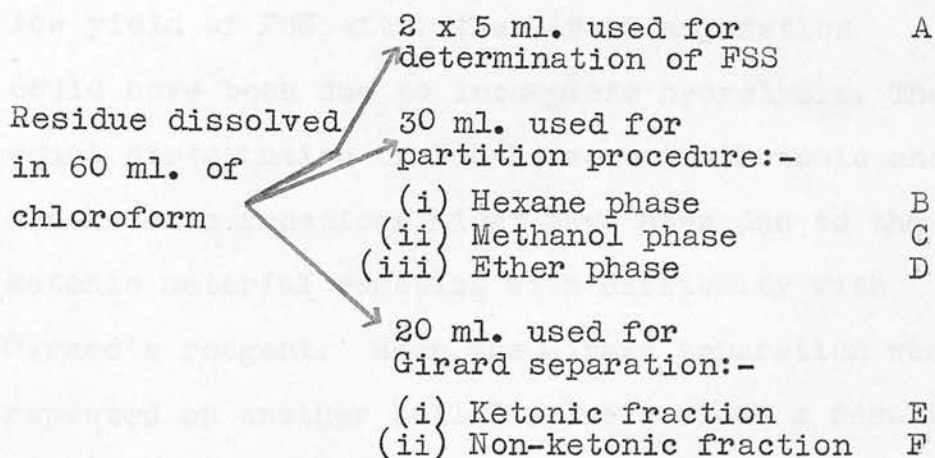 2 x 5 ml. used for A
determination of FSS
Residue dissolved
in 60 ml. of
chloroform
30 ml. used for
partition procedure:
(i) Hexane phase B
(ii) Methanol phase C
(iii) Ether phase D
20 ml. used for
Girard separation:-
(i) Ketonic fraction E
(ii) Non-ketonic fraction F